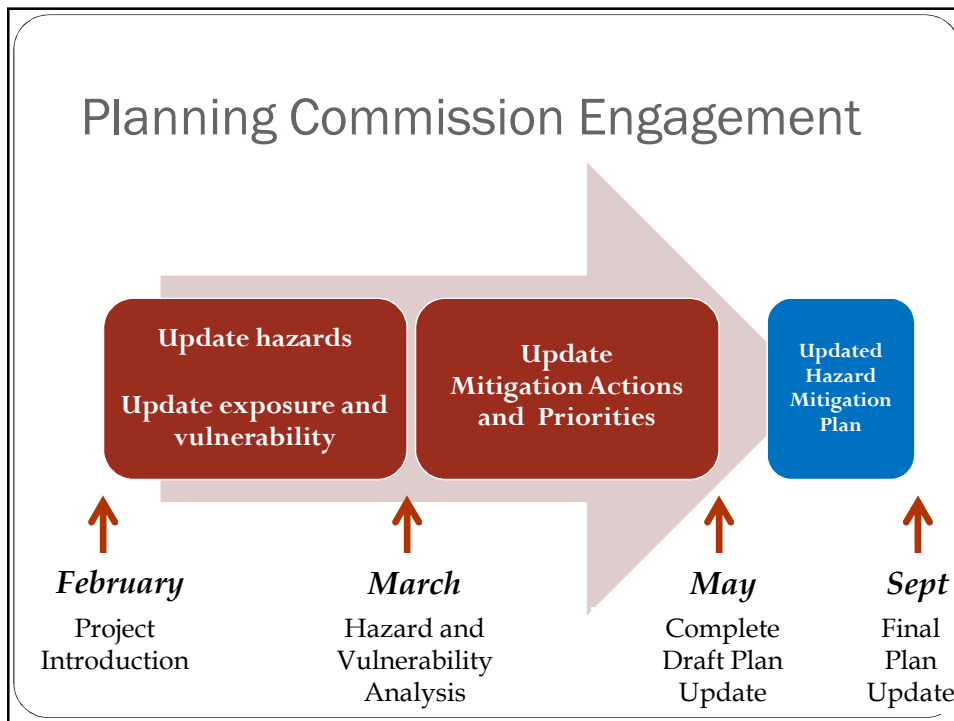 Planning Commission Engagement
Update hazards
Update exposure and
vulnerability
Update
Mitigation Actions
and Priorities
Updated
Hazard
Mitigation
Plan
February
Project
Introduction
March
Hazard and
Vulnerability
Analysis
May
Complete
Draft Plan
Update
Sept
Final
Plan
Update